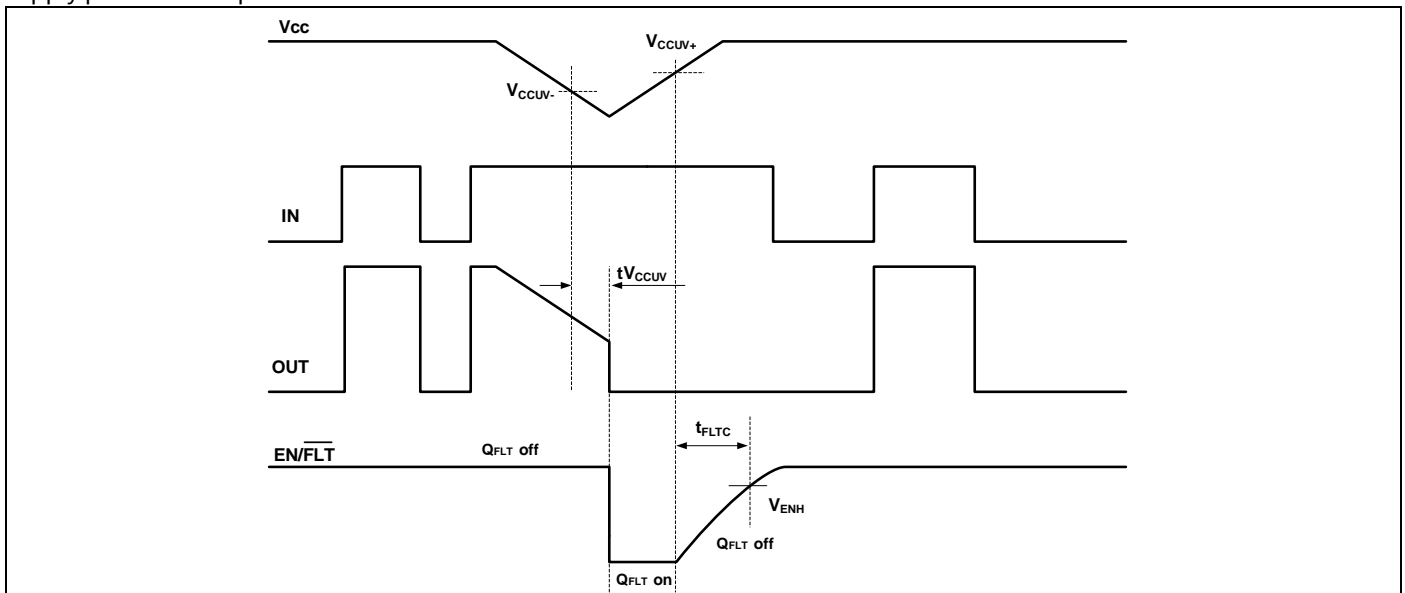 Vcc
VCCUV+
VCCUV-
IN
tVCCUV
OUT
tFLTC
EN/FLT
QFLT off
VENH
QFLT off
QFLT on